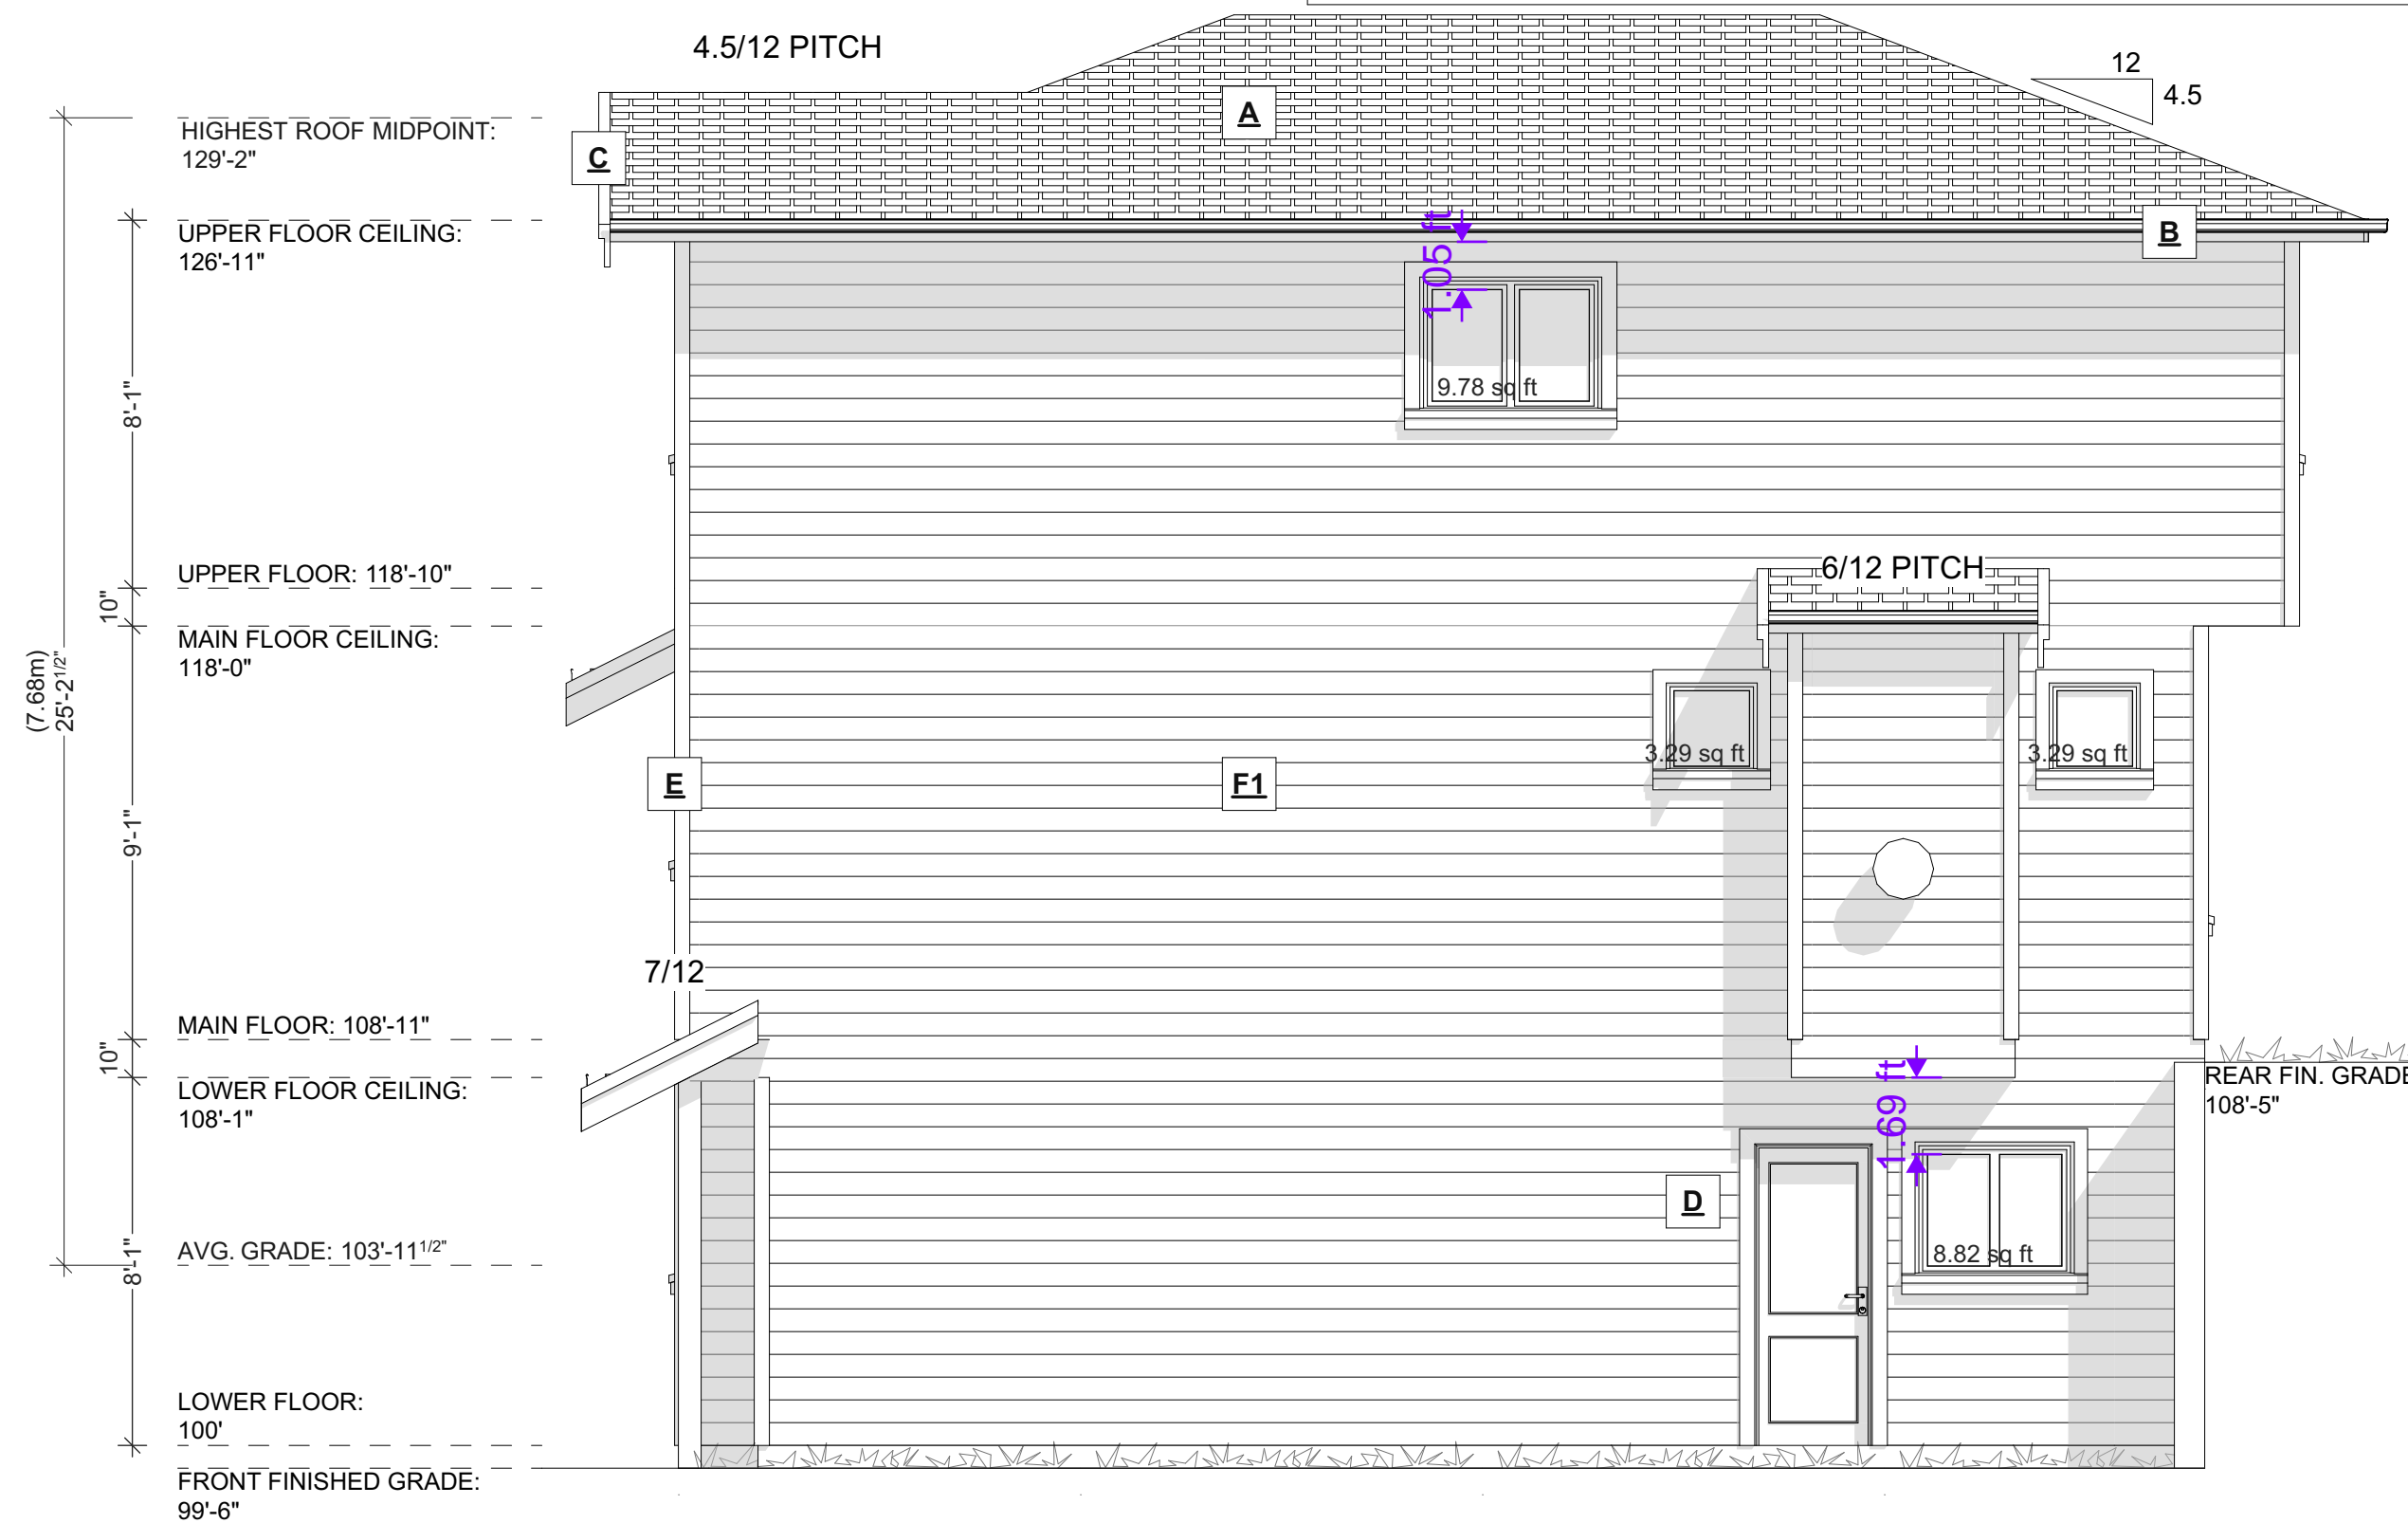 4.5/12 PITCH
12
4.5
A
HIGHEST ROOF MIDPOINT:
129'-2"
C
UPPER FLOOR CEILING:
126'-11"
B
1.05 ft
9.78 sq ft
8'-1"
UPPER FLOOR: 118'-10"
6/12 PITCH
10"
MAIN FLOOR CEILING:
118'-0"
(7.68m)
25'-21/2"
3.29 sq ft
3.29 sq ft
E
F1
9'-1"
7/12
MAIN FLOOR: 108'-11"
10"
LOWER FLOOR CEILING:
108'-1"
REAR FIN. GRADE
108'-5"
1.69 ft
D
8'-1"
AVG. GRADE: 103'-111/2"
8.82 sq ft
LOWER FLOOR:
100'
FRONT FINISHED GRADE:
99'-6"